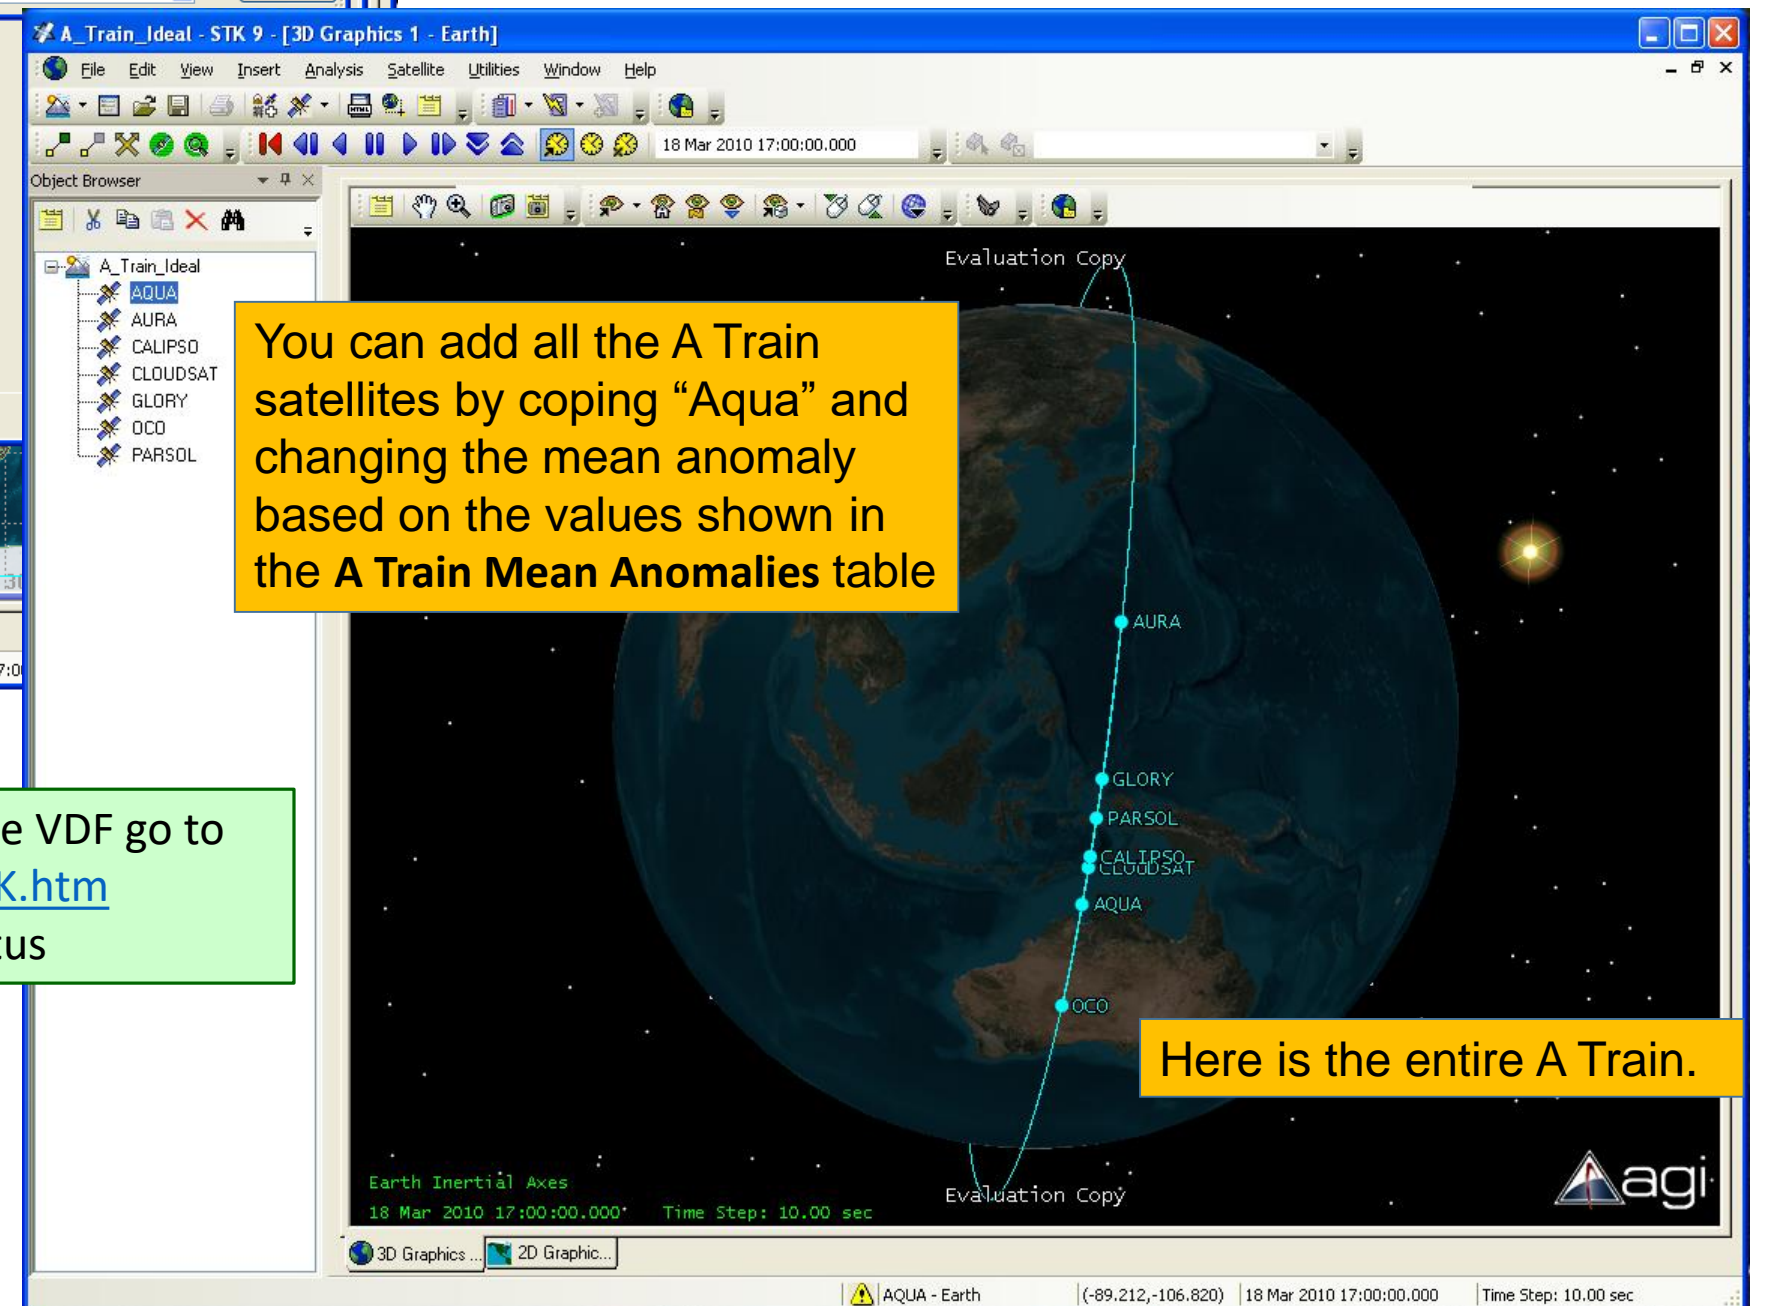 A_Train_Ideal - STK 9 - [3D Graphics 1 - Earth]
File Edit View Insert Analysis Satellite Utilities Window Help
18 Mar 2010 17:00:00.000
Object Browser
A_Train_Ideal
AQUA
AURA
CALIPSO
CLOUDSAT
GLORY
OCO
PARSOL
Evaluation Copy
You can add all the A Train
satellites by coping “Aqua” and
changing the mean anomaly
based on the values shown in
the A Train Mean Anomalies table
AURA
GLORY
PARSOL
CALIPSO
CLOUDSAT
AQUA
OCO
e VDF go to
K.htm
cus
Here is the entire A Train.
Earth Inertial Axes
18 Mar 2010 17:00:00.000 Time Step: 10.00 sec
Evaluation Copy
agi
3D Graphics ... 2D Graphic...
AQUA - Earth (-89.212,-106.820) 18 Mar 2010 17:00:00.000 Time Step: 10.00 sec